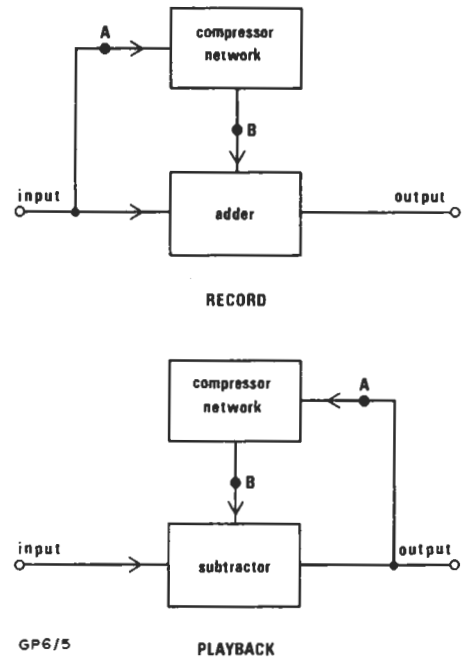 A
compressor
network
B
input
output
adder
RECORD
compressor
network
A
B
input
output
subtractor
GP6/5
PLAYBACK